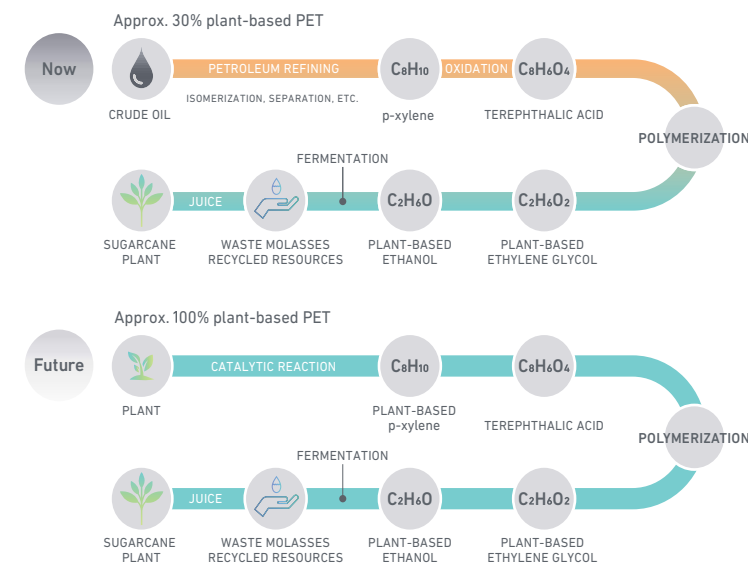 Approx. 30% plant-based PET
Now
PETROLEUM REFINING
C₈H₁₀
OXIDATION
C₈H₆O₄
ISOMERIZATION, SEPARATION, ETC.
CRUDE OIL
p-xylene
TEREPHTHALIC ACID
POLYMERIZATION
FERMENTATION
JUICE
C₂H₆O
C₂H₆O₂
SUGARCANE
PLANT
WASTE MOLASSES
RECYCLED RESOURCES
PLANT-BASED
ETHANOL
PLANT-BASED
ETHYLENE GLYCOL
Approx. 100% plant-based PET
Future
CATALYTIC REACTION
C₈H₁₀
C₈H₆O₄
PLANT
PLANT-BASED
p-xylene
TEREPHTHALIC ACID
POLYMERIZATION
FERMENTATION
JUICE
C₂H₆O
C₂H₆O₂
SUGARCANE
PLANT
WASTE MOLASSES
RECYCLED RESOURCES
PLANT-BASED
ETHANOL
PLANT-BASED
ETHYLENE GLYCOL